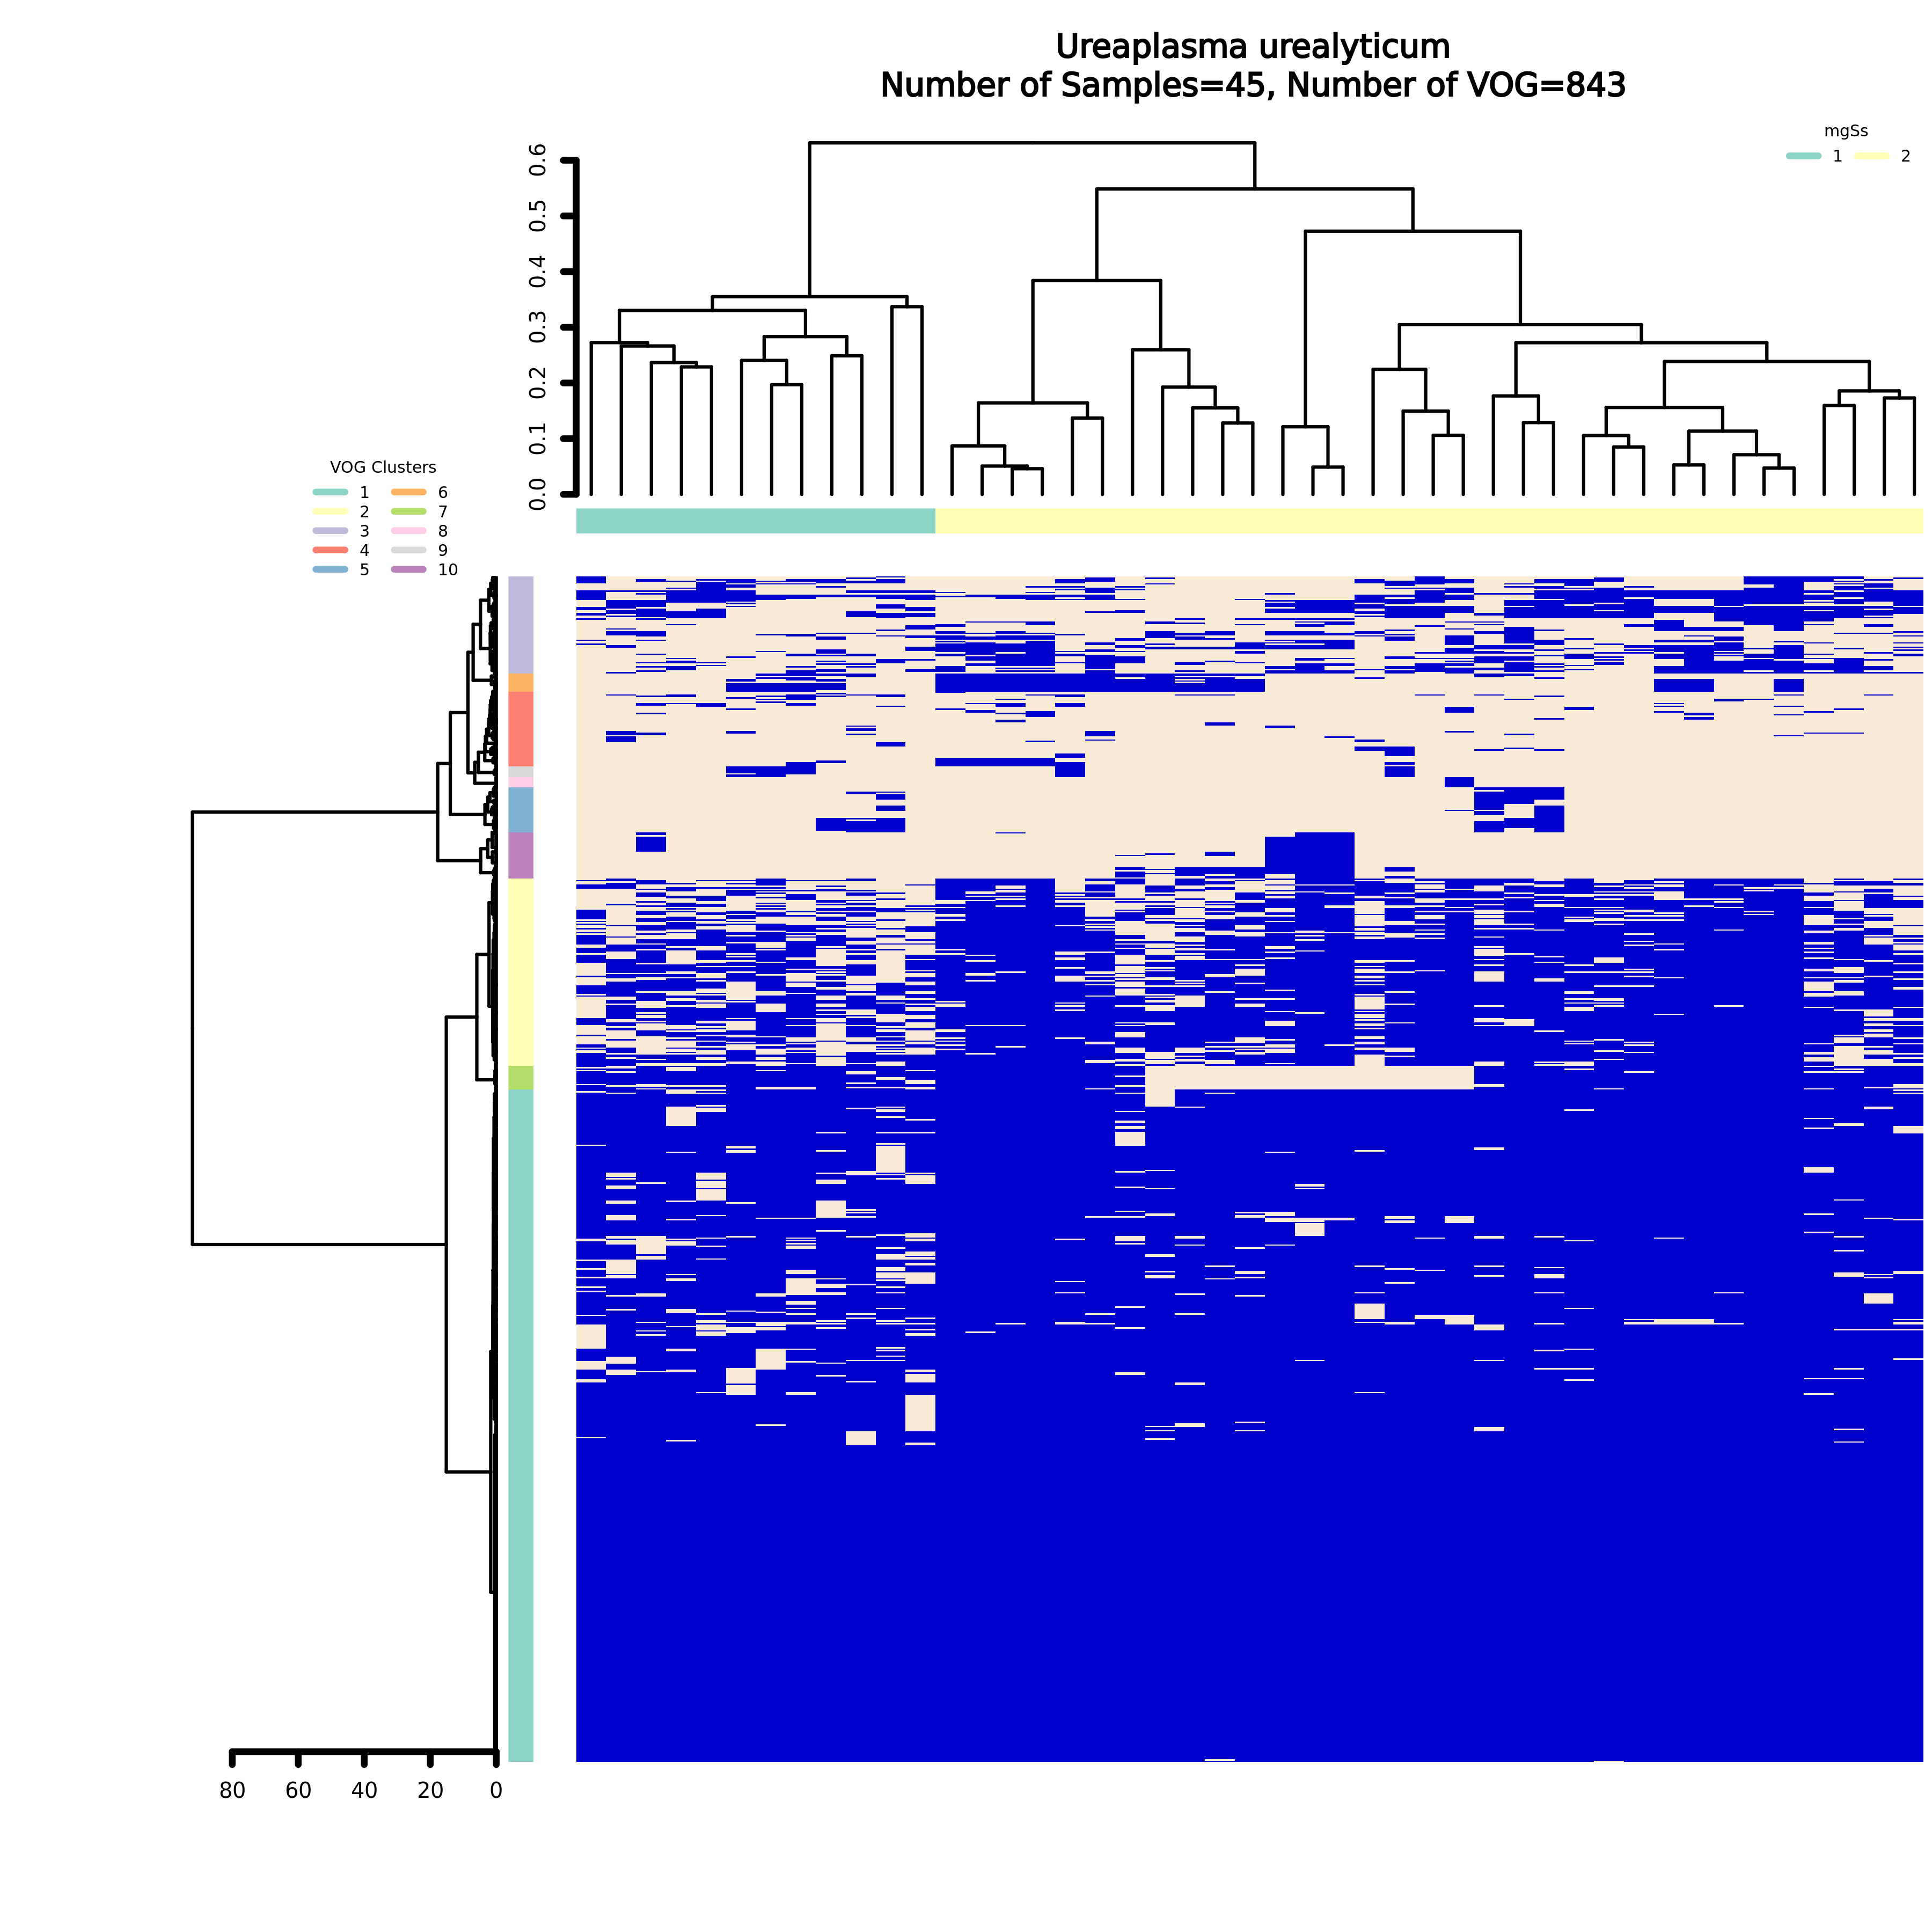 Ureaplasma urealyticum
Number of Samples=45, Number of VOG=843
mgSs
1 2
0.6
0.5
0.4
0.3
0.2
0.1
0.0
VOG Clusters
1 6
2 7
3 8
4 9
5 10
80 60 40 20 0